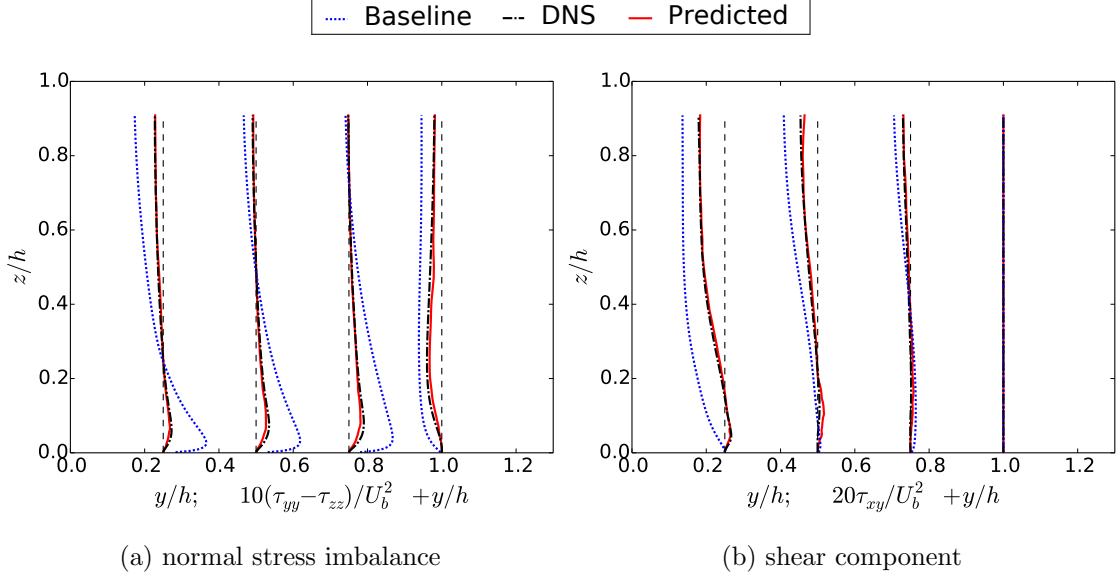 Baseline DNS Predicted
1.0 1.0
0.8 0.8
0.6 0.6
z/h z/h
0.4 0.4
0.2 0.2
0.0 0.0
0.0 0.2 0.4 0.6 0.8 1.0 1.2 0.0 0.2 0.4 0.6 0.8 1.0 1.2
y/h; 10(τ_yy−τ_zz)/U_b^2 +y/h y/h; 20τ_xy/U_b^2 +y/h
(a) normal stress imbalance (b) shear component